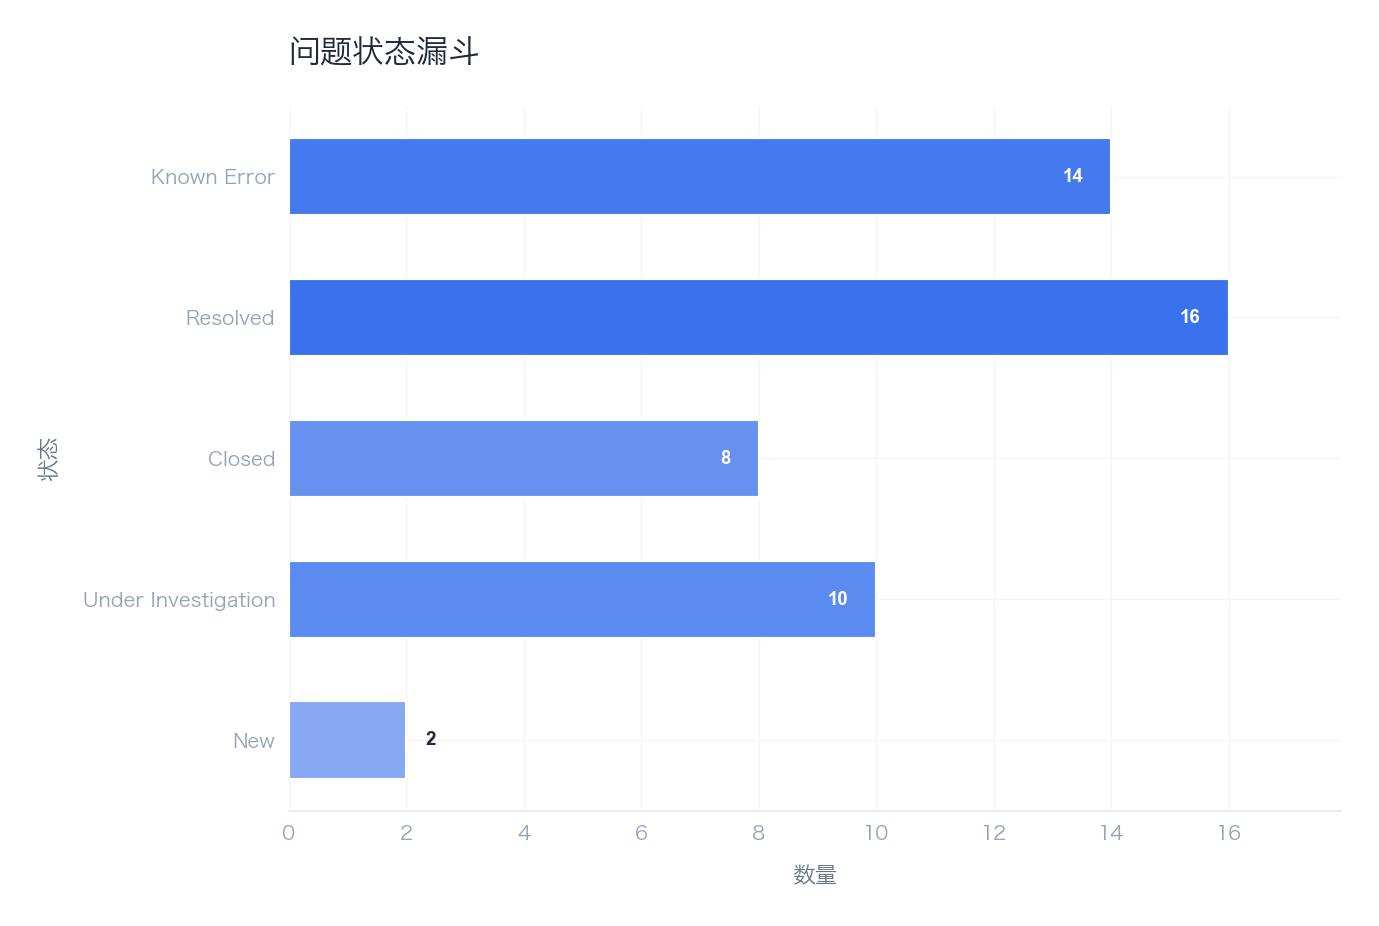 问题状态漏斗
Known Error
14
Resolved
16
Closed
8
Under Investigation
10
New
2
状态
0 2 4 6 8 10 12 14 16
数量